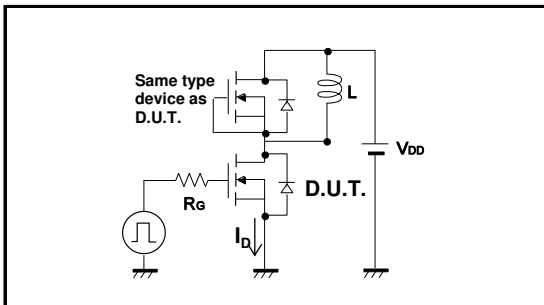 Same type
device as
D.U.T.
L
VDD
D.U.T.
RG
ID